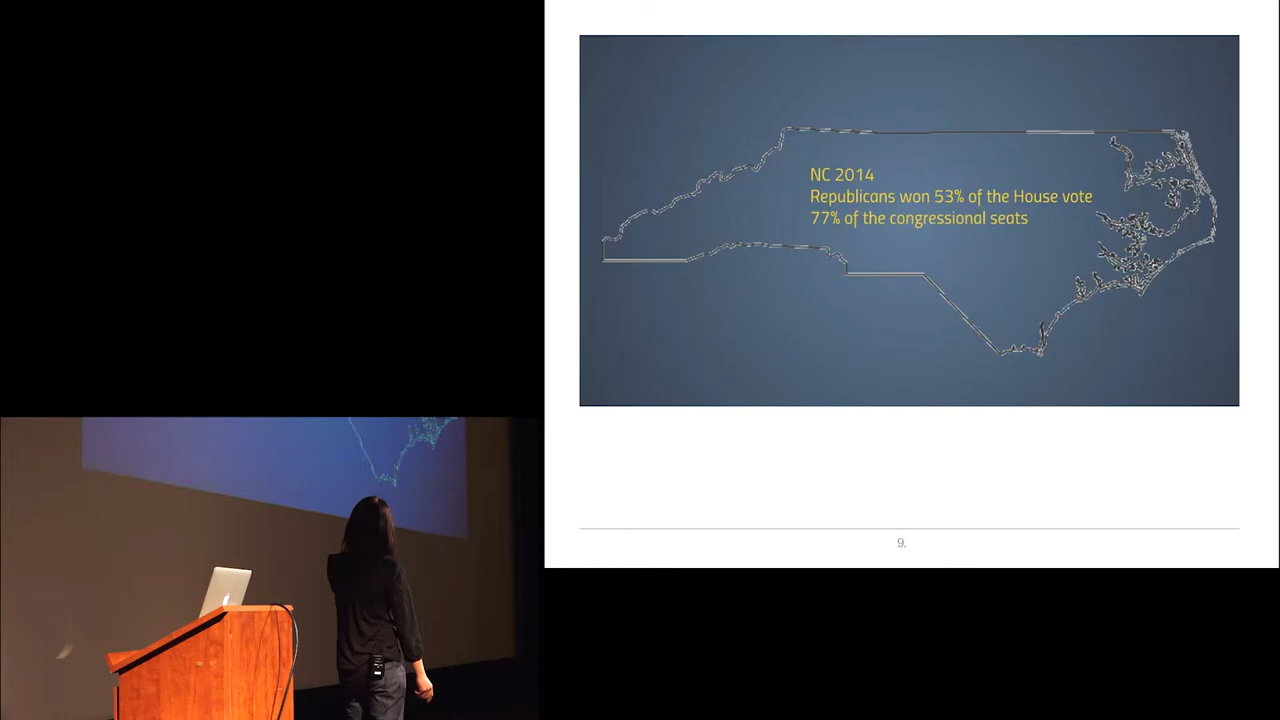 NC 2014
Republicans won 53% of the House vote
77% of the congressional seats
9.